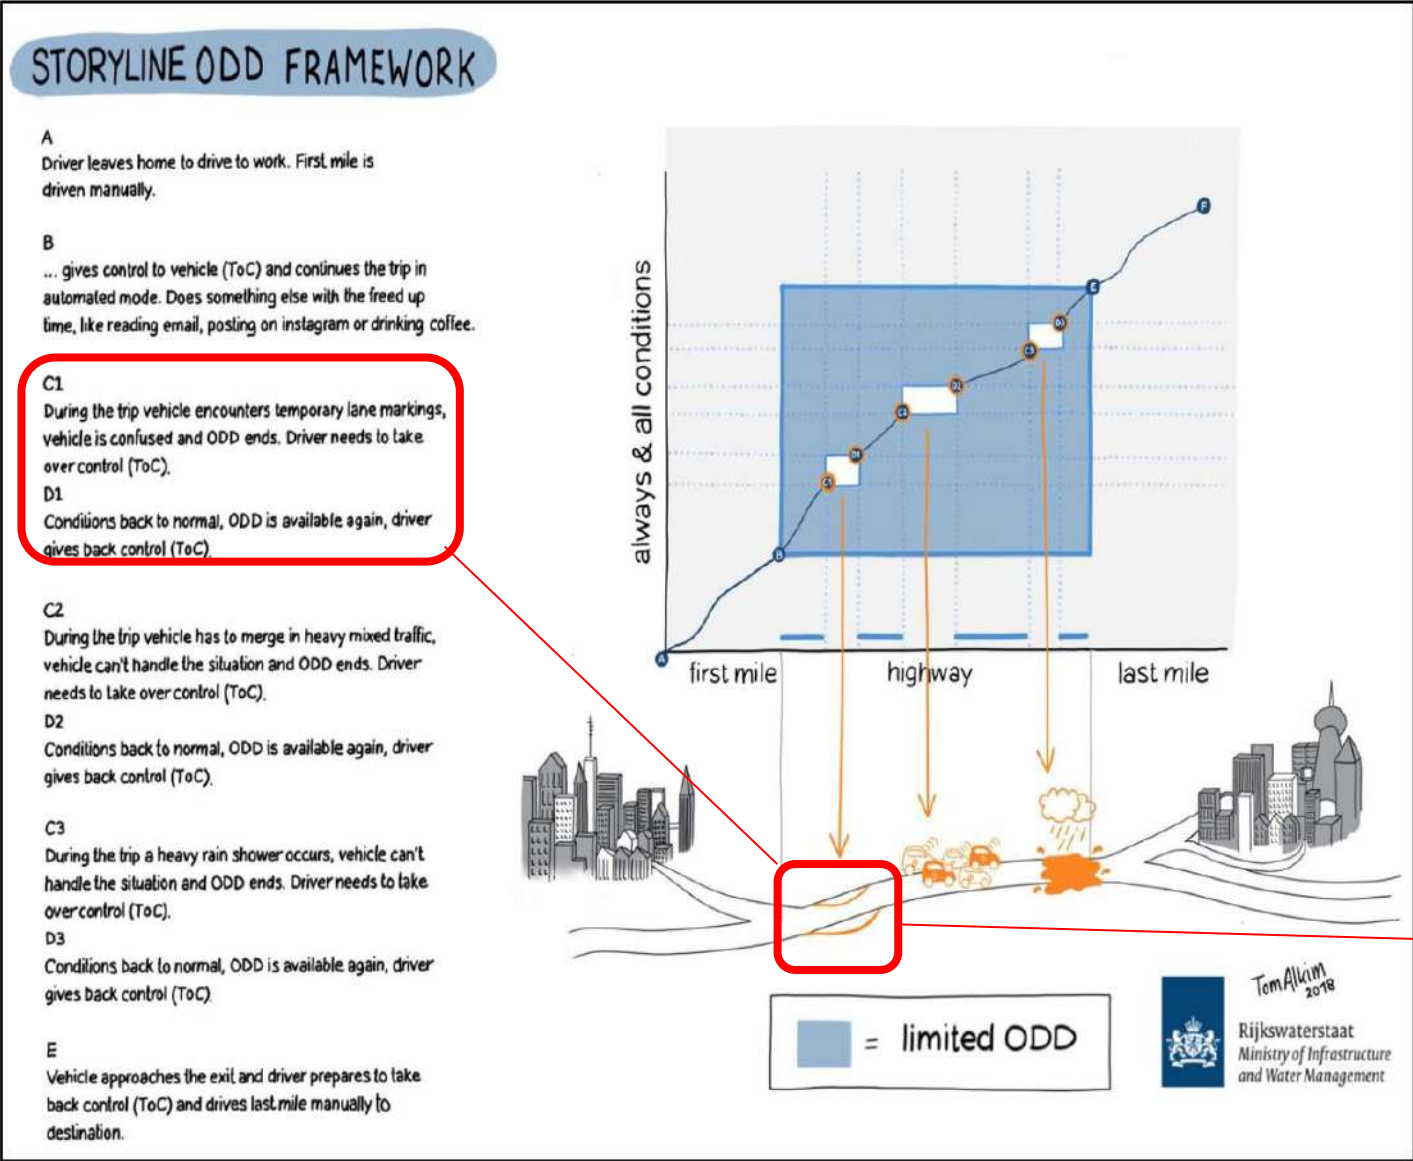 STORYLINE ODD FRAMEWORK
A
Driver leaves home to drive to work. First mile is
driven manually.
B
... gives control to vehicle (ToC) and continues the trip in
automated mode. Does something else with the freed up
time, like reading email, posting on instagram or drinking coffee.
C1
During the trip vehicle encounters temporary lane markings,
vehicle is confused and ODD ends. Driver needs to take
over control (ToC).
D1
Conditions back to normal, ODD is available again, driver
gives back control (ToC)
C2
During the trip vehicle has to merge in heavy mixed traffic,
vehicle can't handle the situation and ODD ends. Driver
needs to take over control (ToC).
D2
Conditions back to normal, ODD is available again, driver
gives back control (ToC).
C3
During the trip a heavy rain shower occurs, vehicle can't
handle the situation and ODD ends. Driver needs to take
over control (ToC).
D3
Conditions back to normal, ODD is available again, driver
gives back control (ToC)
E
Vehicle approaches the exit and driver prepares to take
back control (ToC) and drives last mile manually to
destination.
always & all conditions
F
E
D3
C3
D2
C2
D1
C1
B
A
first mile
highway
last mile
= limited ODD
Tom Alkim
2018
Rijkswaterstaat
Ministry of Infrastructure
and Water Management